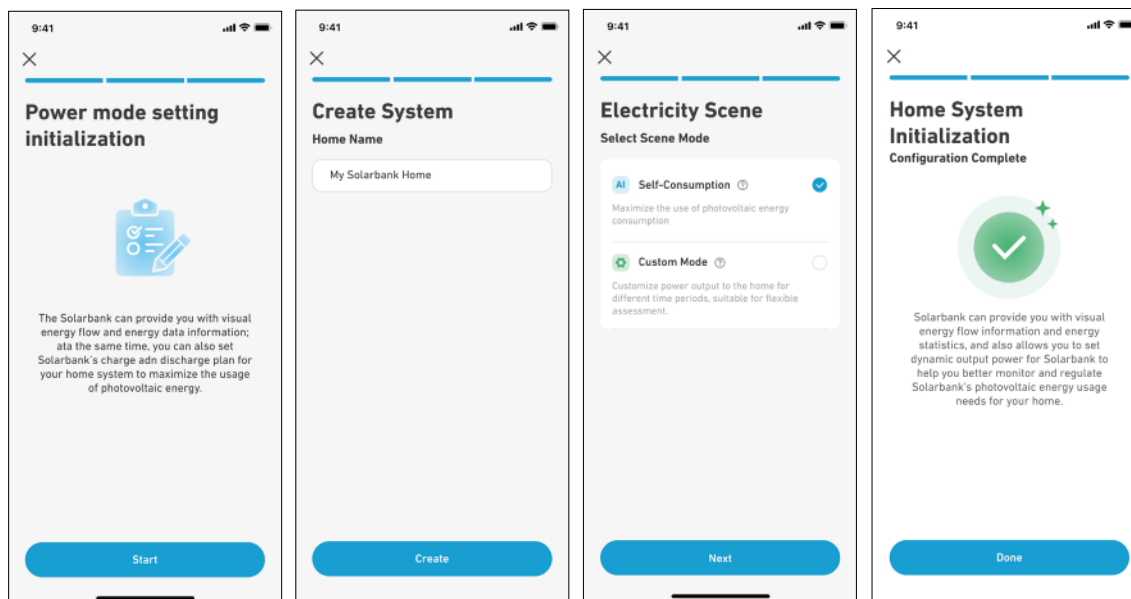 9:41
Power mode setting
initialization
The Solarbank can provide you with visual
energy flow and energy data information;
ata the same time, you can also set
Solarbank's charge adn discharge plan for
your home system to maximize the usage
of photovoltaic energy.
Start
9:41
Create System
Home Name
My Solarbank Home
Create
9:41
Electricity Scene
Select Scene Mode
AI Self-Consumption ?
Maximize the use of photovoltaic energy
consumption
Custom Mode ?
Customize power output to the home for
different time periods, suitable for flexible
assessment.
Next
9:41
Home System
Initialization
Configuration Complete
Solarbank can provide you with visual
energy flow information and energy
statistics, and also allows you to set
dynamic output power for Solarbank to
help you better monitor and regulate
Solarbank's photovoltaic energy usage
needs for your home.
Done